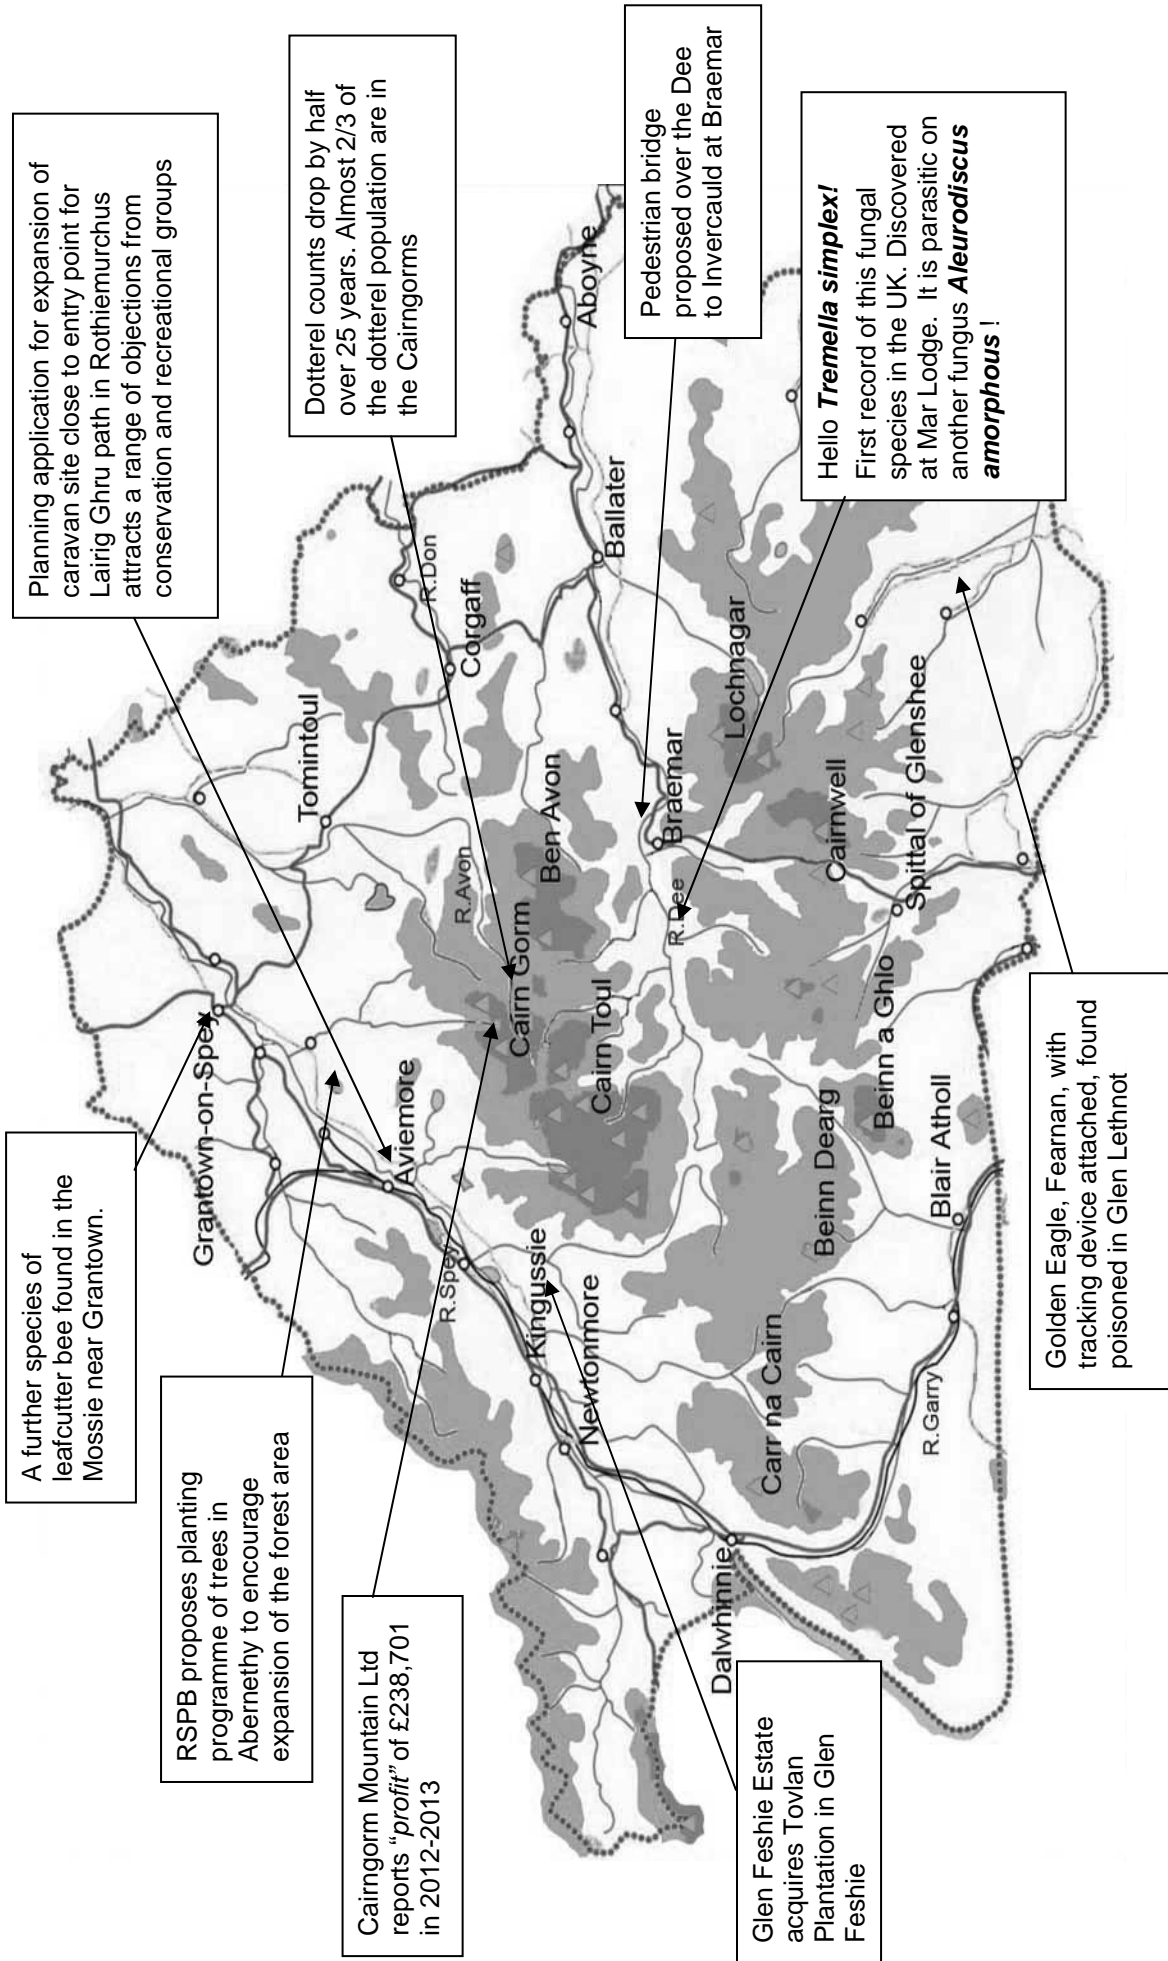 A further species of
leafcutter bee found in the
Mossie near Grantown.
Planning application for expansion of
caravan site close to entry point for
Lairig Ghru path in Rothiemurchus
attracts a range of objections from
conservation and recreational groups
RSPB proposes planting
programme of trees in
Abernethy to encourage
expansion of the forest area
Dotterel counts drop by half
over 25 years. Almost 2/3 of
the dotterel population are in
the Cairngorms
Cairngorm Mountain Ltd
reports "profit" of £238,701
in 2012-2013
Pedestrian bridge
proposed over the Dee
to Invercauld at Braemar
Glen Feshie Estate
acquires Tovlan
Plantation in Glen
Feshie
Hello Tremella simplex!
First record of this fungal
species in the UK. Discovered
at Mar Lodge. It is parasitic on
another fungus Aleurodiscus
amorphous !
Golden Eagle, Fearnan, with
tracking device attached, found
poisoned in Glen Lethnot
Grantown-on-Spey
Tomintoul
Aviemore
R.Don
Corgaff
R.Spey
R.Avon
Cairn Gorm
Ben Avon
Kingussie
Newtonmore
Cairn Toul
Ballater
Aboyne
Braemar
R.Dee
Dalwhinnie
Carr na Cairn
Lochnagar
Beinn Dearg
Cairnwell
Beinn a Ghlo
Spittal of Glenshee
Blair Atholl
R.Garry